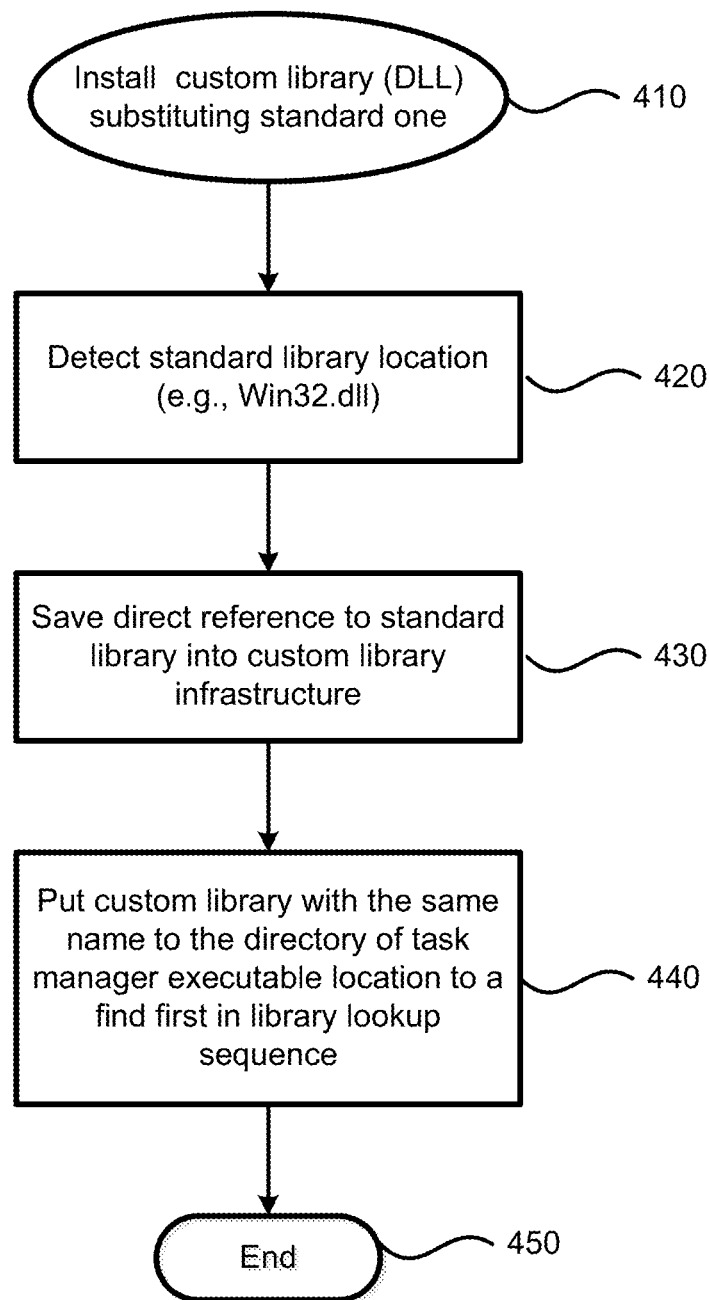 Install custom library (DLL)
substituting standard one
410
Detect standard library location
(e.g., Win32.dll)
420
Save direct reference to standard
library into custom library
infrastructure
430
Put custom library with the same
name to the directory of task
manager executable location to a
find first in library lookup
sequence
440
End
450